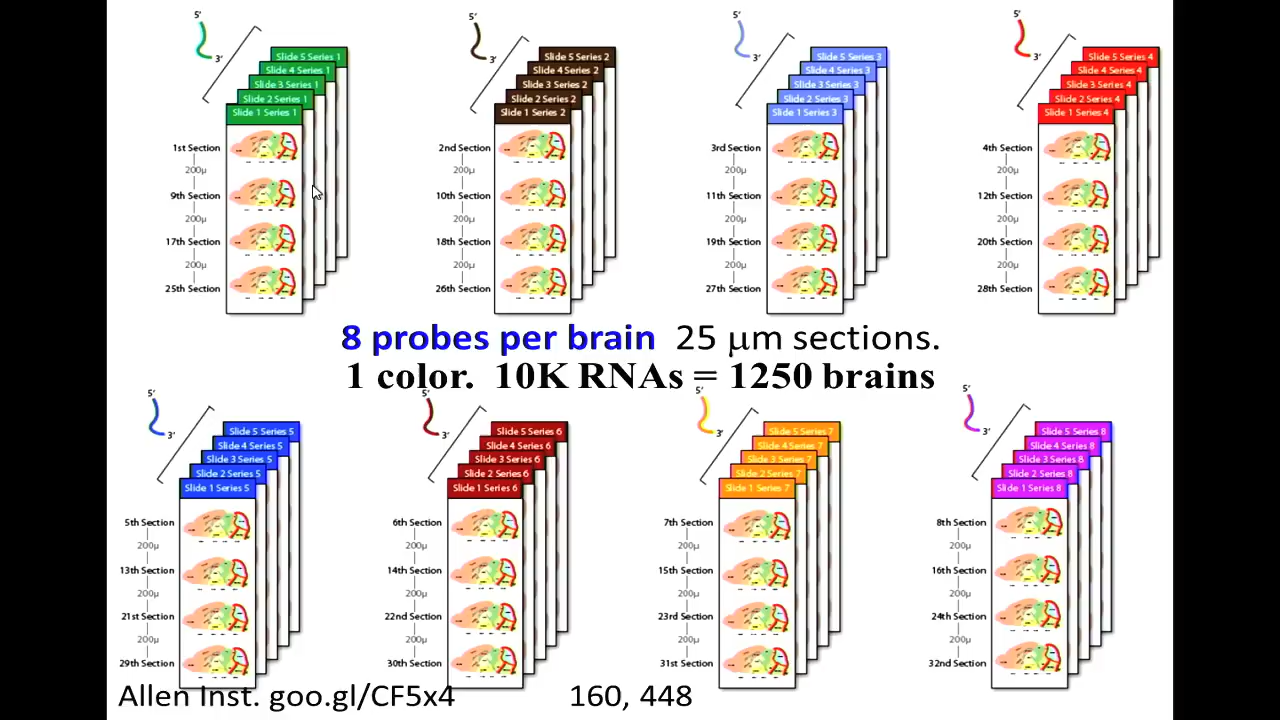 5' 3'
Slide 5 Series 1
Slide 4 Series 1
Slide 3 Series 1
Slide 2 Series 1
Slide 1 Series 1
1st Section
200µ
9th Section
200µ
17th Section
200µ
25th Section
5' 3'
Slide 5 Series 2
Slide 4 Series 2
Slide 3 Series 2
Slide 2 Series 2
Slide 1 Series 2
2nd Section
200µ
10th Section
200µ
18th Section
200µ
26th Section
5' 3'
Slide 5 Series 3
Slide 4 Series 3
Slide 3 Series 3
Slide 2 Series 3
Slide 1 Series 3
3rd Section
200µ
11th Section
200µ
19th Section
200µ
27th Section
5' 3'
Slide 5 Series 4
Slide 4 Series 4
Slide 3 Series 4
Slide 2 Series 4
Slide 1 Series 4
4th Section
200µ
12th Section
200µ
20th Section
200µ
28th Section
8 probes per brain 25 µm sections.
1 color. 10K RNAs = 1250 brains
5' 3'
Slide 5 Series 5
Slide 4 Series 5
Slide 3 Series 5
Slide 2 Series 5
Slide 1 Series 5
5th Section
200µ
13th Section
200µ
21st Section
200µ
29th Section
5' 3'
Slide 5 Series 6
Slide 4 Series 6
Slide 3 Series 6
Slide 2 Series 6
Slide 1 Series 6
6th Section
200µ
14th Section
200µ
22nd Section
200µ
30th Section
5' 3'
Slide 5 Series 7
Slide 4 Series 7
Slide 3 Series 7
Slide 2 Series 7
Slide 1 Series 7
7th Section
200µ
15th Section
200µ
23rd Section
200µ
31st Section
5' 3'
Slide 5 Series 8
Slide 4 Series 8
Slide 3 Series 8
Slide 2 Series 8
Slide 1 Series 8
8th Section
200µ
16th Section
200µ
24th Section
200µ
32nd Section
Allen Inst. goo.gl/CF5x4 160, 448